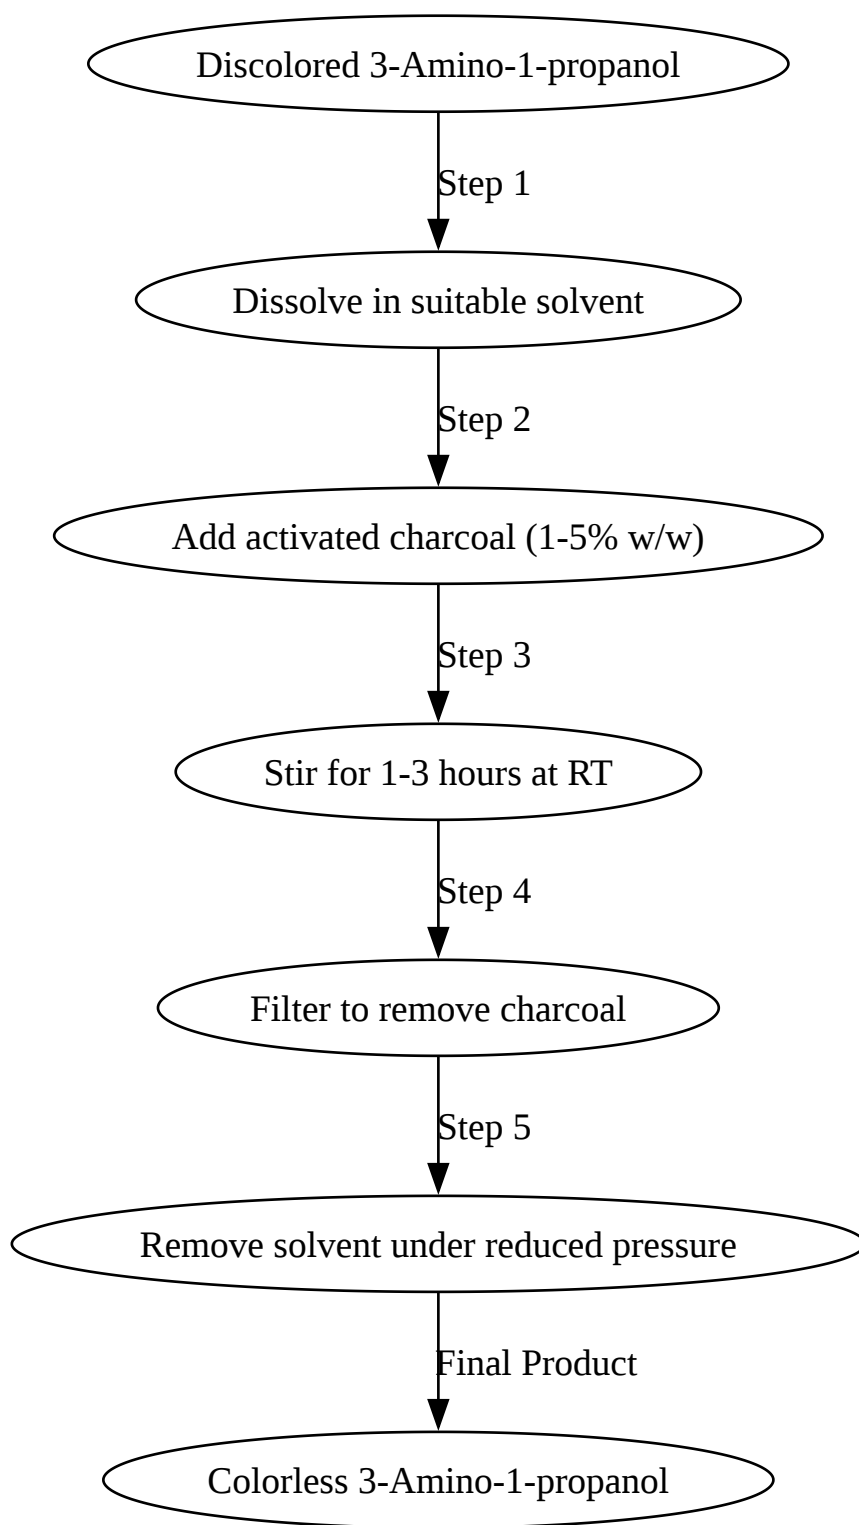 Discolored 3-Amino-1-propanol
Step 1
Dissolve in suitable solvent
Step 2
Add activated charcoal (1-5% w/w)
Step 3
Stir for 1-3 hours at RT
Step 4
Filter to remove charcoal
Step 5
Remove solvent under reduced pressure
Final Product
Colorless 3-Amino-1-propanol